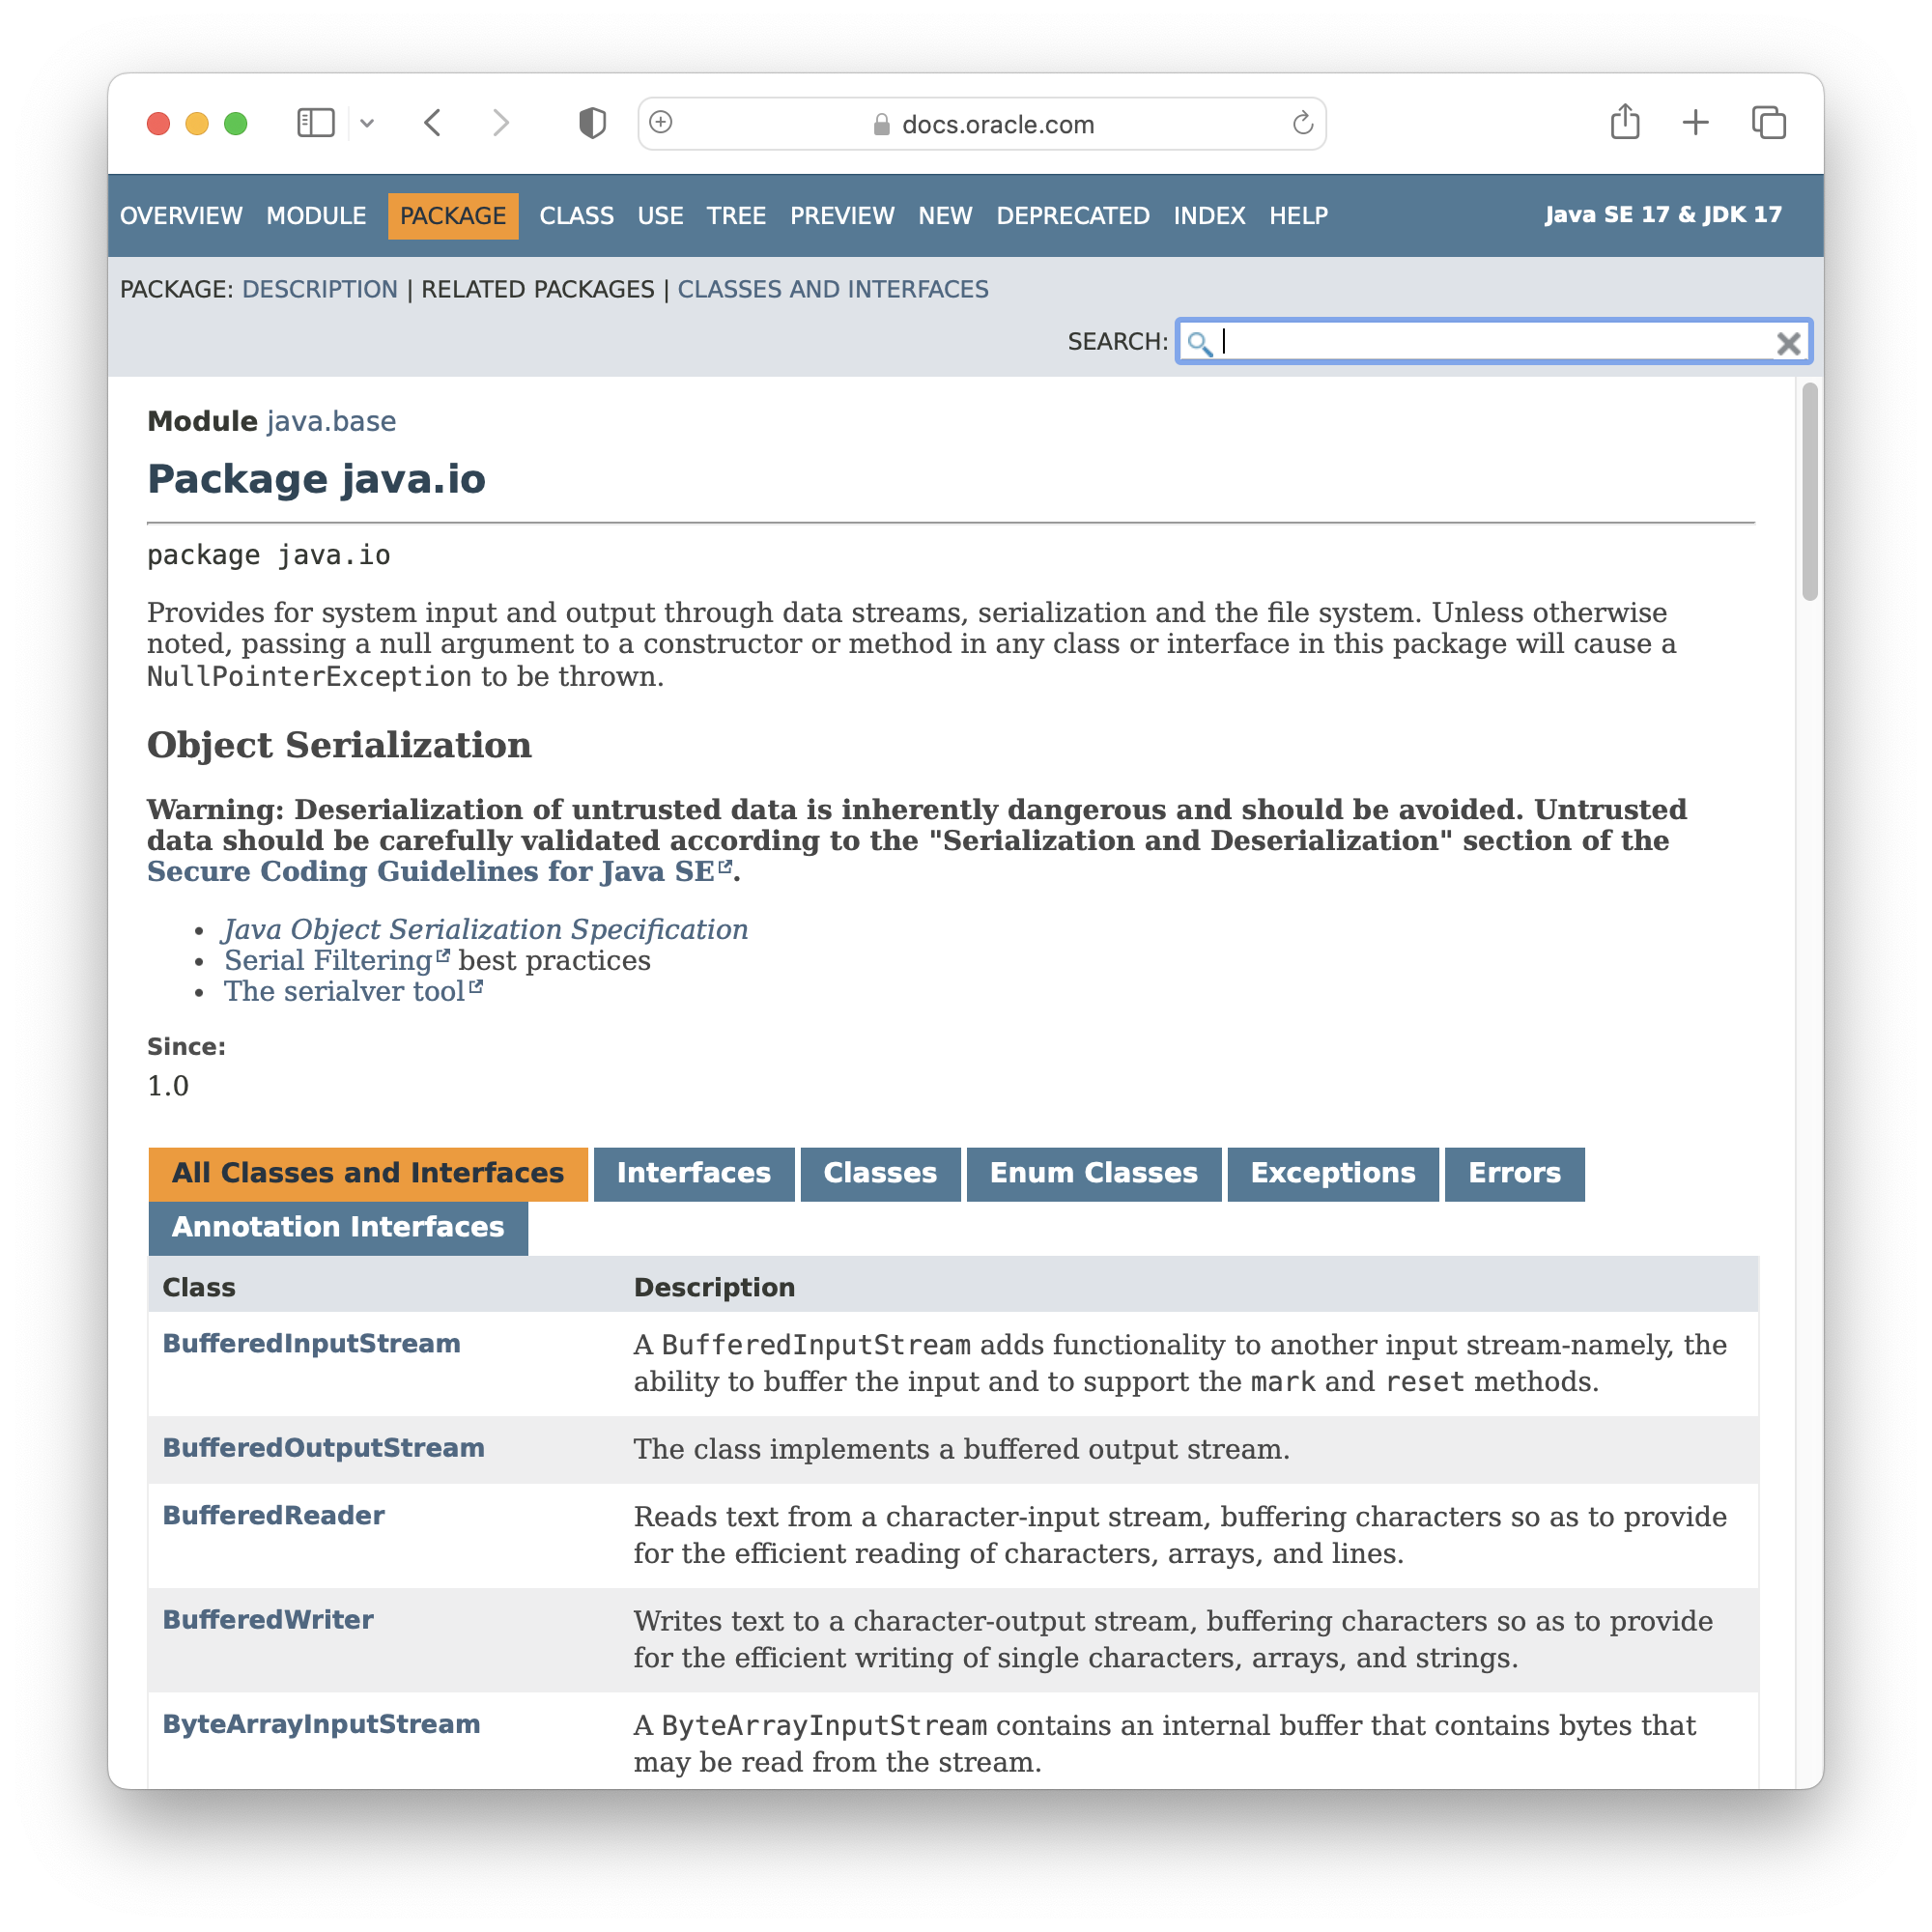 docs.oracle.com
OVERVIEW MODULE PACKAGE CLASS USE TREE PREVIEW NEW DEPRECATED INDEX HELP Java SE 17 & JDK 17
PACKAGE: DESCRIPTION | RELATED PACKAGES | CLASSES AND INTERFACES
SEARCH:
Module java.base
Package java.io
package java.io
Provides for system input and output through data streams, serialization and the file system. Unless otherwise
noted, passing a null argument to a constructor or method in any class or interface in this package will cause a
NullPointerException to be thrown.
Object Serialization
Warning: Deserialization of untrusted data is inherently dangerous and should be avoided. Untrusted
data should be carefully validated according to the "Serialization and Deserialization" section of the
Secure Coding Guidelines for Java SE.
• Java Object Serialization Specification
• Serial Filtering best practices
• The serialver tool
Since:
1.0
All Classes and Interfaces Interfaces Classes Enum Classes Exceptions Errors
Annotation Interfaces
Class Description
BufferedInputStream A BufferedInputStream adds functionality to another input stream-namely, the
ability to buffer the input and to support the mark and reset methods.
BufferedOutputStream The class implements a buffered output stream.
BufferedReader Reads text from a character-input stream, buffering characters so as to provide
for the efficient reading of characters, arrays, and lines.
BufferedWriter Writes text to a character-output stream, buffering characters so as to provide
for the efficient writing of single characters, arrays, and strings.
ByteArrayInputStream A ByteArrayInputStream contains an internal buffer that contains bytes that
may be read from the stream.